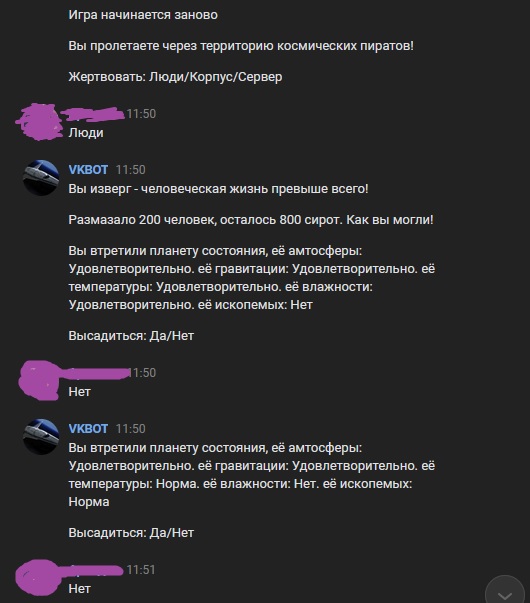 Игра начинается заново
Вы пролетаете через территорию космических пиратов!
Жертвовать: Люди/Корпус/Сервер
11:50
Люди
VKBOT 11:50
Вы изверг - человеческая жизнь превыше всего!
Размазало 200 человек, осталось 800 сирот. Как вы могли!
Вы втретили планету состояния, её амтосферы:
Удовлетворительно. её гравитации: Удовлетворительно. её
температуры: Удовлетворительно. её влажности:
Удовлетворительно. её ископемых: Нет
Высадиться: Да/Нет
11:50
Нет
VKBOT 11:50
Вы втретили планету состояния, её амтосферы:
Удовлетворительно. её гравитации: Удовлетворительно. её
температуры: Норма. её влажности: Нет. её ископемых:
Норма
Высадиться: Да/Нет
11:51
Нет